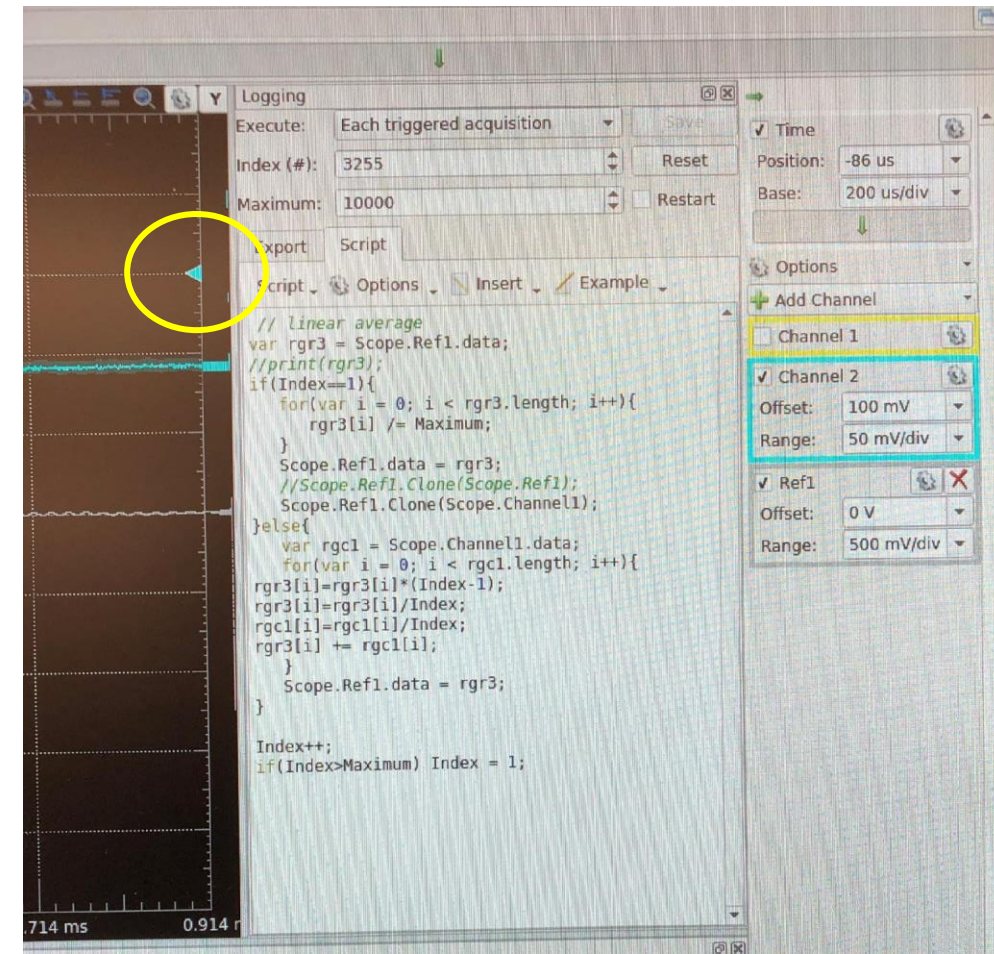 Y
Logging
Execute: Each triggered acquisition Save
Index (#): 3255 Reset
Maximum: 10000 Restart
Export Script
Script Options Insert Example
// linear average
var rgr3 = Scope.Ref1.data;
//print(rgr3);
if(Index==1){
for(var i = 0; i < rgr3.length; i++){
rgr3[i] /= Maximum;
}
Scope.Ref1.data = rgr3;
//Scope.Ref1.Clone(Scope.Ref1);
Scope.Ref1.Clone(Scope.Channel1);
}else{
var rgc1 = Scope.Channel1.data;
for(var i = 0; i < rgc1.length; i++){
rgr3[i]=rgr3[i]*(Index-1);
rgr3[i]=rgr3[i]/Index;
rgc1[i]=rgc1[i]/Index;
rgr3[i] += rgc1[i];
}
Scope.Ref1.data = rgr3;
}
Index++;
if(Index>Maximum) Index = 1;
Time
Position: -86 us
Base: 200 us/div
Options
Add Channel
Channel 1
Channel 2
Offset: 100 mV
Range: 50 mV/div
Ref1
Offset: 0 V
Range: 500 mV/div
.714 ms
0.914